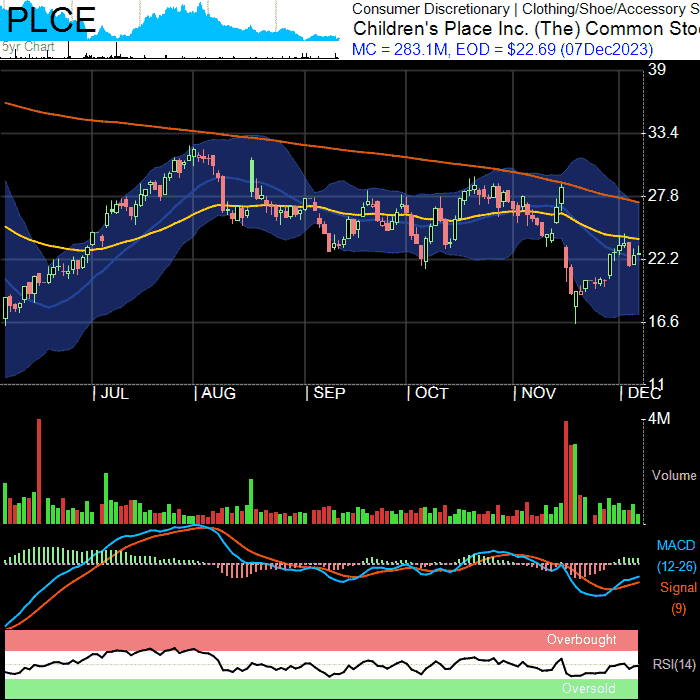 PLCE
5yr Chart
Consumer Discretionary | Clothing/Shoe/Accessory S
Children's Place Inc. (The) Common Sto
MC = 283.1M, EOD = $22.69 (07Dec2023)
39
33.4
27.8
22.2
16.6
11
| JUL | AUG | SEP | OCT | NOV | DEC
4M
Volume
MACD
(12-26)
Signal
(9)
Overbought
RSI(14)
Oversold